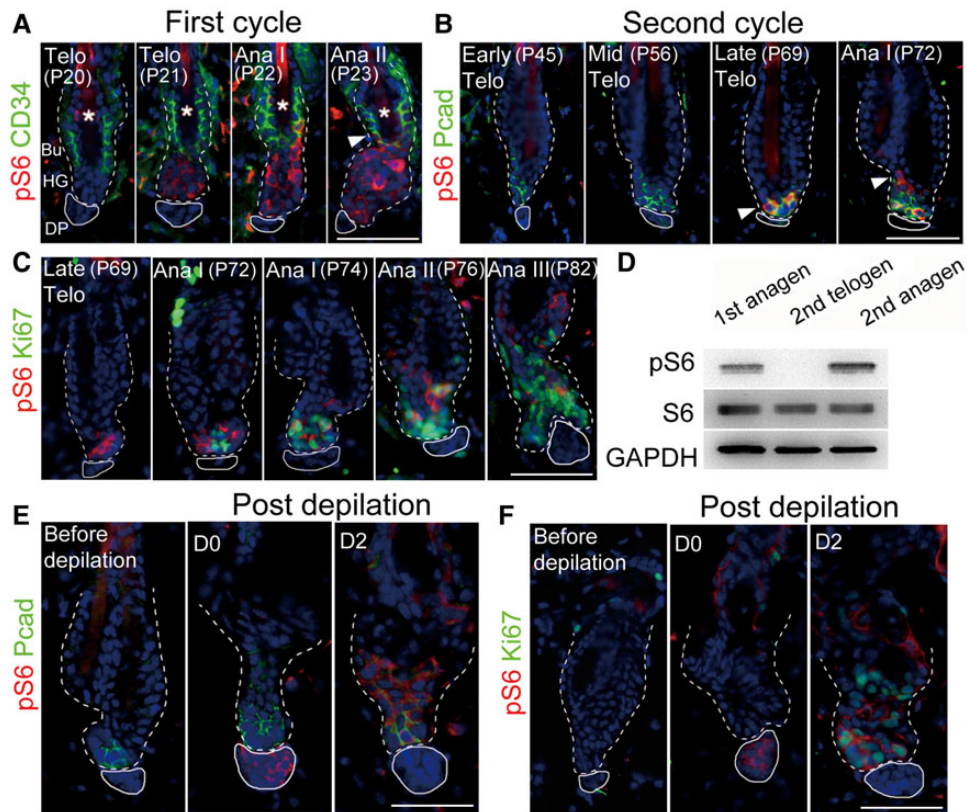 A
First cycle
pS6 CD34
Telo
(P20)
Telo
(P21)
Ana I
(P22)
Ana II
(P23)
*
*
*
*
Bu
HG
DP
B
Second cycle
pS6 Pcad
Early (P45)
Telo
Mid (P56)
Telo
Late (P69)
Telo
Ana I (P72)
C
pS6 Ki67
Late (P69)
Telo
Ana I (P72)
Ana I (P74)
Ana II (P76)
Ana III (P82)
D
1st anagen
2nd telogen
2nd anagen
pS6
S6
GAPDH
E
Post depilation
pS6 Pcad
Before
depilation
D0
D2
F
Post depilation
pS6 Ki67
Before
depilation
D0
D2